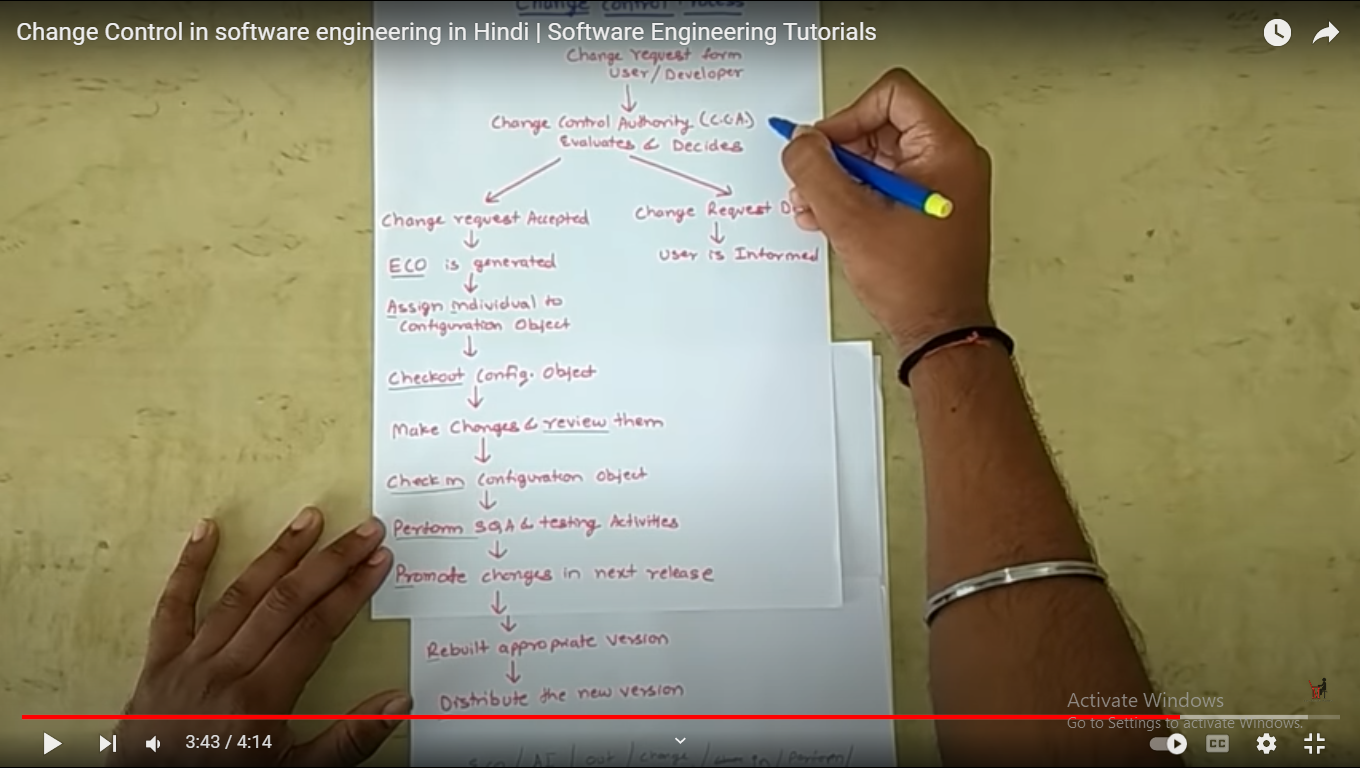 Change Control in software engineering in Hindi | Software Engineering Tutorials
Change Control Process
Change request form
User/Developer
Change Control Authority (C.C.A.)
Evaluates & Decides
Change request Accepted
Change Request
ECO is generated
User is Informed
Assign individual to
Configuration Object
Checkout Config. Object
Make Changes & review them
Check in Configuration Object
Perform SQA & testing Activities
Promote changes in next release
Rebuilt appropriate version
Distribute the new version
Activate Windows
Go to Settings to activate Windows.
3:43 / 4:14
CC